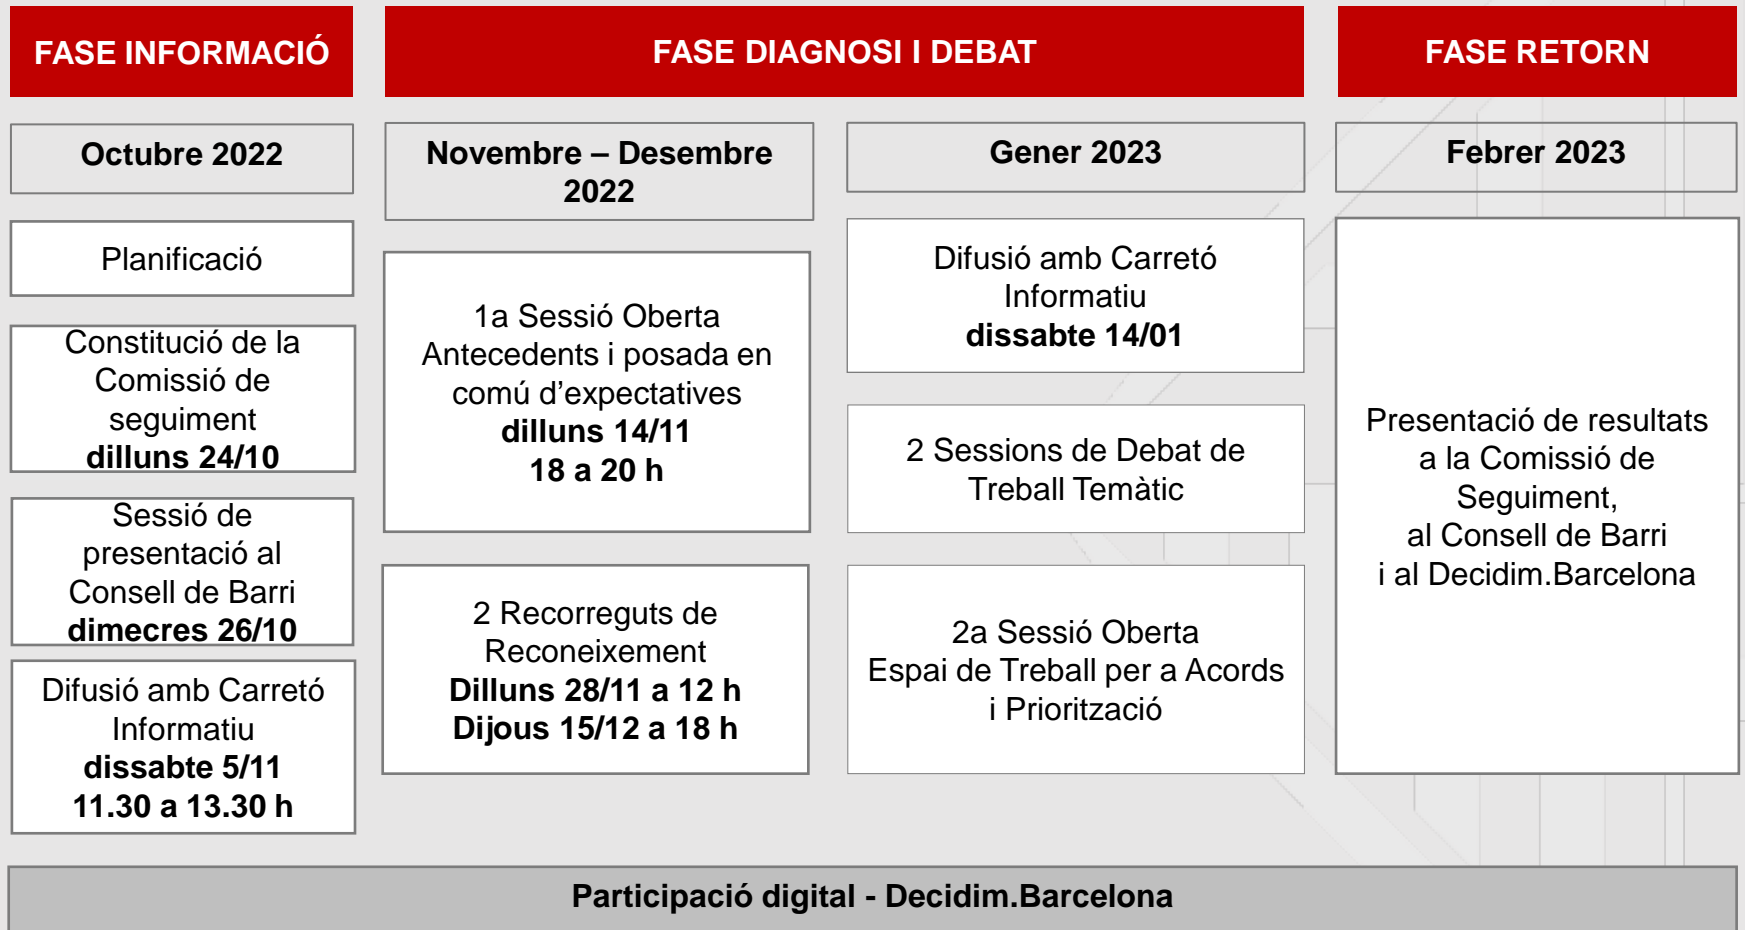 FASE INFORMACIÓ
FASE DIAGNOSI I DEBAT
FASE RETORN
Octubre 2022
Planificació
Constitució de la
Comissió de
seguiment
dilluns 24/10
Sessió de
presentació al
Consell de Barri
dimecres 26/10
Difusió amb Carretó
Informatiu
dissabte 5/11
11.30 a 13.30 h
Novembre – Desembre
2022
1a Sessió Oberta
Antecedents i posada en
comú d’expectatives
dilluns 14/11
18 a 20 h
2 Recorreguts de
Reconeixement
Dilluns 28/11 a 12 h
Dijous 15/12 a 18 h
Gener 2023
Difusió amb Carretó
Informatiu
dissabte 14/01
2 Sessions de Debat de
Treball Temàtic
2a Sessió Oberta
Espai de Treball per a Acords
i Priorització
Febrer 2023
Presentació de resultats
a la Comissió de
Seguiment,
al Consell de Barri
i al Decidim.Barcelona
Participació digital - Decidim.Barcelona